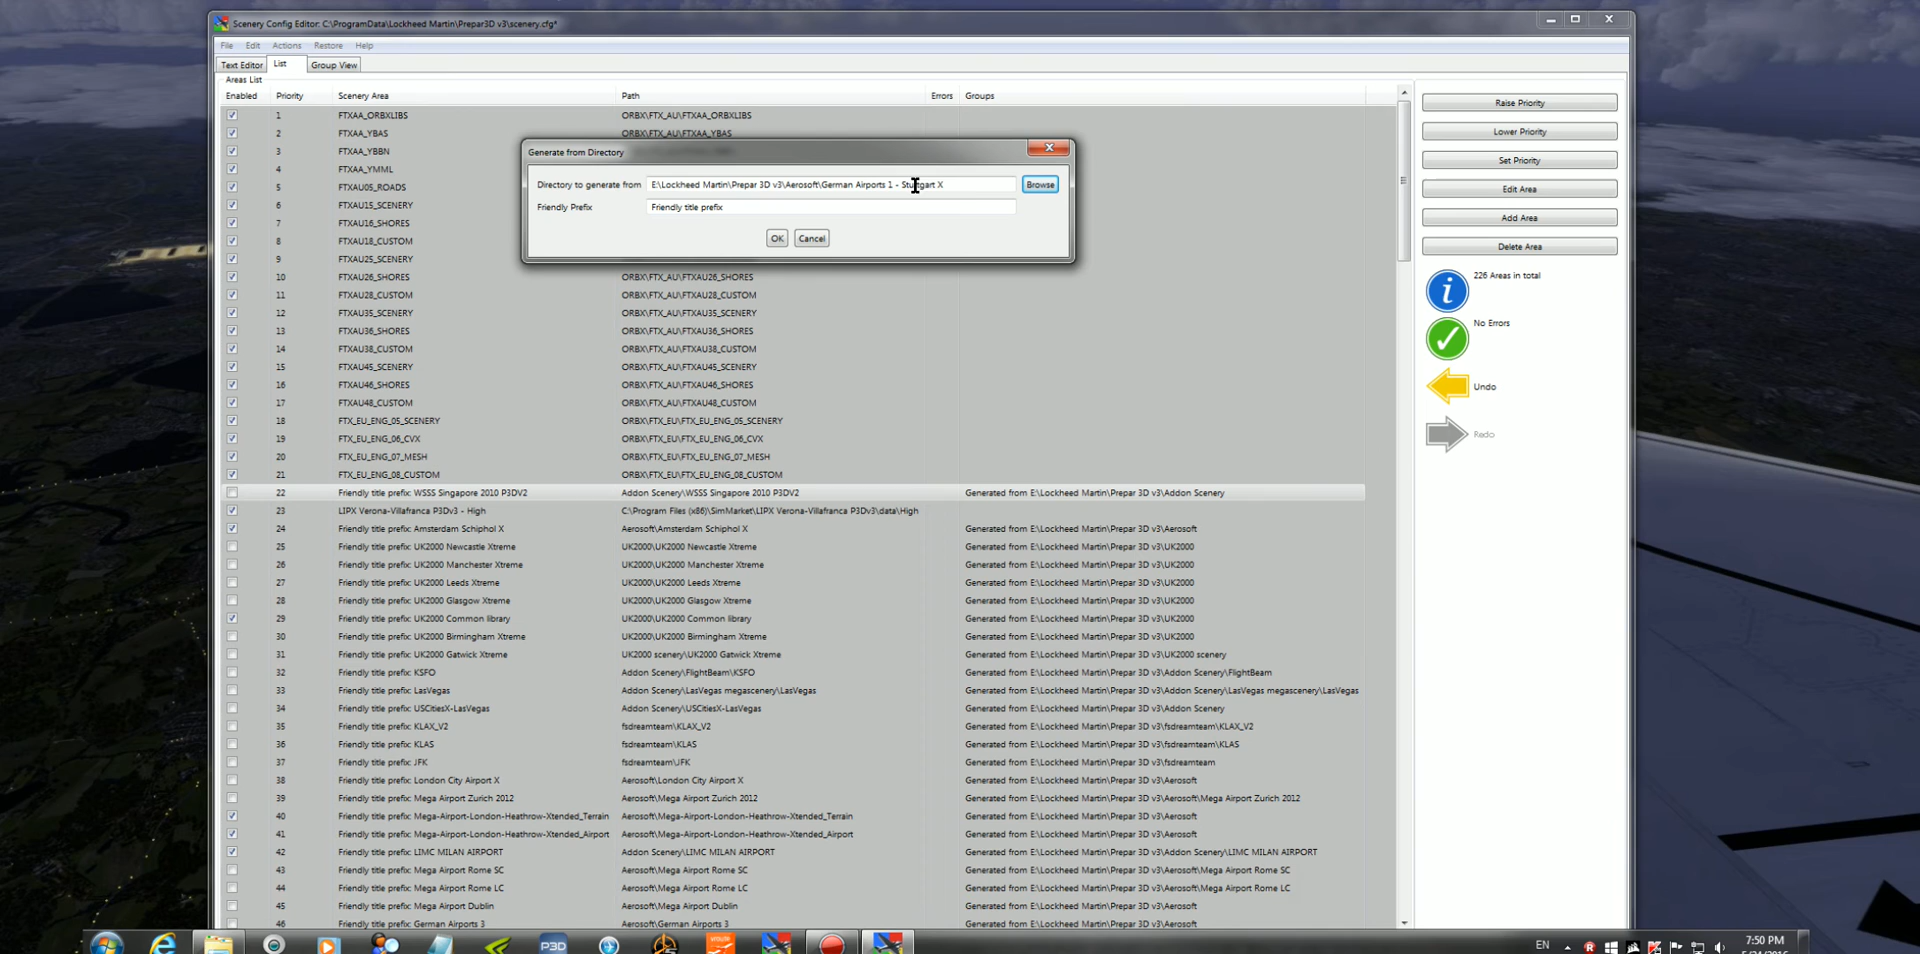 Scenery Config Editor: C:\ProgramData\Lockheed Martin\Prepar3D v3\scenery.cfg*
File Edit Actions Restore Help
Text Editor List Group View
Areas List
Enabled Priority Scenery Area Path Errors Groups
1 FTXAA_ORBXLIBS ORBX\FTX_AU\FTXAA_ORBXLIBS
2 FTXAA_YBAS ORBX\FTX_AU\FTXAA_YBAS
3 FTXAA_YBBN
4 FTXAA_YMML
5 FTXAU05_ROADS
6 FTXAU15_SCENERY
7 FTXAU16_SHORES
8 FTXAU18_CUSTOM
9 FTXAU25_SCENERY
10 FTXAU26_SHORES ORBX\FTX_AU\FTXAU26_SHORES
11 FTXAU28_CUSTOM ORBX\FTX_AU\FTXAU28_CUSTOM
12 FTXAU35_SCENERY ORBX\FTX_AU\FTXAU35_SCENERY
13 FTXAU36_SHORES ORBX\FTX_AU\FTXAU36_SHORES
14 FTXAU38_CUSTOM ORBX\FTX_AU\FTXAU38_CUSTOM
15 FTXAU45_SCENERY ORBX\FTX_AU\FTXAU45_SCENERY
16 FTXAU46_SHORES ORBX\FTX_AU\FTXAU46_SHORES
17 FTXAU48_CUSTOM ORBX\FTX_AU\FTXAU48_CUSTOM
18 FTX_EU_ENG_05_SCENERY ORBX\FTX_EU\FTX_EU_ENG_05_SCENERY
19 FTX_EU_ENG_06_CVX ORBX\FTX_EU\FTX_EU_ENG_06_CVX
20 FTX_EU_ENG_07_MESH ORBX\FTX_EU\FTX_EU_ENG_07_MESH
21 FTX_EU_ENG_08_CUSTOM ORBX\FTX_EU\FTX_EU_ENG_08_CUSTOM
22 Friendly title prefix: WSSS Singapore 2010 P3DV2 Addon Scenery\WSSS Singapore 2010 P3DV2 Generated from E:\Lockheed Martin\Prepar 3D v3\Addon Scenery
23 LIPX Verona-Villafranca P3Dv3 - High C:\Program Files (x86)\SimMarket\LIPX Verona-Villafranca P3Dv3\data\High
24 Friendly title prefix: Amsterdam Schiphol X Aerosoft\Amsterdam Schiphol X Generated from E:\Lockheed Martin\Prepar 3D v3\Aerosoft
25 Friendly title prefix: UK2000 Newcastle Xtreme UK2000\UK2000 Newcastle Xtreme Generated from E:\Lockheed Martin\Prepar 3D v3\UK2000
26 Friendly title prefix: UK2000 Manchester Xtreme UK2000\UK2000 Manchester Xtreme Generated from E:\Lockheed Martin\Prepar 3D v3\UK2000
27 Friendly title prefix: UK2000 Leeds Xtreme UK2000\UK2000 Leeds Xtreme Generated from E:\Lockheed Martin\Prepar 3D v3\UK2000
28 Friendly title prefix: UK2000 Glasgow Xtreme UK2000\UK2000 Glasgow Xtreme Generated from E:\Lockheed Martin\Prepar 3D v3\UK2000
29 Friendly title prefix: UK2000 Common library UK2000\UK2000 Common library Generated from E:\Lockheed Martin\Prepar 3D v3\UK2000
30 Friendly title prefix: UK2000 Birmingham Xtreme UK2000\UK2000 Birmingham Xtreme Generated from E:\Lockheed Martin\Prepar 3D v3\UK2000
31 Friendly title prefix: UK2000 Gatwick Xtreme UK2000 scenery\UK2000 Gatwick Xtreme Generated from E:\Lockheed Martin\Prepar 3D v3\UK2000 scenery
32 Friendly title prefix: KSFO Addon Scenery\FlightBeam\KSFO Generated from E:\Lockheed Martin\Prepar 3D v3\Addon Scenery\FlightBeam
33 Friendly title prefix: LasVegas Addon Scenery\LasVegas megascenery\LasVegas Generated from E:\Lockheed Martin\Prepar 3D v3\Addon Scenery\LasVegas megascenery\LasVegas
34 Friendly title prefix: USCitiesX-LasVegas Addon Scenery\USCitiesX-LasVegas Generated from E:\Lockheed Martin\Prepar 3D v3\Addon Scenery
35 Friendly title prefix: KLAX_V2 fsdreamteam\KLAX_V2 Generated from E:\Lockheed Martin\Prepar 3D v3\fsdreamteam\KLAX_V2
36 Friendly title prefix: KLAS fsdreamteam\KLAS Generated from E:\Lockheed Martin\Prepar 3D v3\fsdreamteam\KLAS
37 Friendly title prefix: JFK fsdreamteam\JFK Generated from E:\Lockheed Martin\Prepar 3D v3\fsdreamteam
38 Friendly title prefix: London City Airport X Aerosoft\London City Airport X Generated from E:\Lockheed Martin\Prepar 3D v3\Aerosoft
39 Friendly title prefix: Mega Airport Zurich 2012 Aerosoft\Mega Airport Zurich 2012 Generated from E:\Lockheed Martin\Prepar 3D v3\Aerosoft\Mega Airport Zurich 2012
40 Friendly title prefix: Mega-Airport-London-Heathrow-Xtended_Terrain Aerosoft\Mega-Airport-London-Heathrow-Xtended_Terrain Generated from E:\Lockheed Martin\Prepar 3D v3\Aerosoft
41 Friendly title prefix: Mega-Airport-London-Heathrow-Xtended_Airport Aerosoft\Mega-Airport-London-Heathrow-Xtended_Airport Generated from E:\Lockheed Martin\Prepar 3D v3\Aerosoft
42 Friendly title prefix: LIMC MILAN AIRPORT Addon Scenery\LIMC MILAN AIRPORT Generated from E:\Lockheed Martin\Prepar 3D v3\Addon Scenery\LIMC MILAN AIRPORT
43 Friendly title prefix: Mega Airport Rome SC Aerosoft\Mega Airport Rome SC Generated from E:\Lockheed Martin\Prepar 3D v3\Aerosoft\Mega Airport Rome SC
44 Friendly title prefix: Mega Airport Rome LC Aerosoft\Mega Airport Rome LC Generated from E:\Lockheed Martin\Prepar 3D v3\Aerosoft\Mega Airport Rome LC
45 Friendly title prefix: Mega Airport Dublin Aerosoft\Mega Airport Dublin Generated from E:\Lockheed Martin\Prepar 3D v3\Aerosoft
46 Friendly title prefix: German Airports 3 Aerosoft\German Airports 3 Generated from E:\Lockheed Martin\Prepar 3D v3\Aerosoft
Generate from Directory
Directory to generate from E:\Lockheed Martin\Prepar 3D v3\Aerosoft\German Airports 1 - Stuttgart X Browse
Friendly Prefix Friendly title prefix
OK Cancel
Raise Priority
Lower Priority
Set Priority
Edit Area
Add Area
Delete Area
226 Areas in total
No Errors
Undo
Redo
P3D
EN
7:50 PM